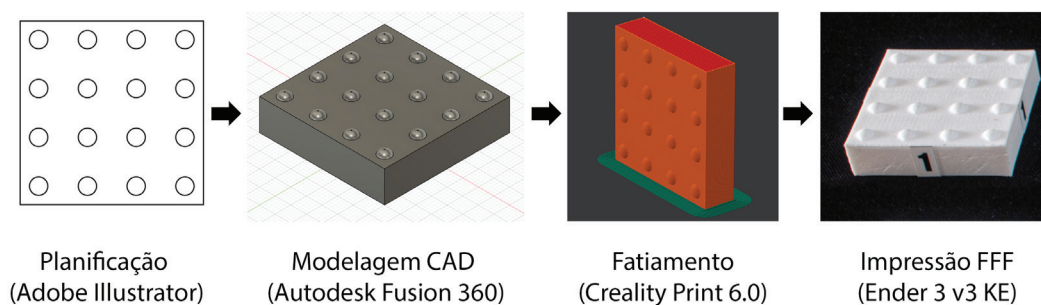 Planificação
(Adobe Illustrator)
Modelagem CAD
(Autodesk Fusion 360)
Fatiamento
(Creality Print 6.0)
Impressão FFF
(Ender 3 v3 KE)
1
1